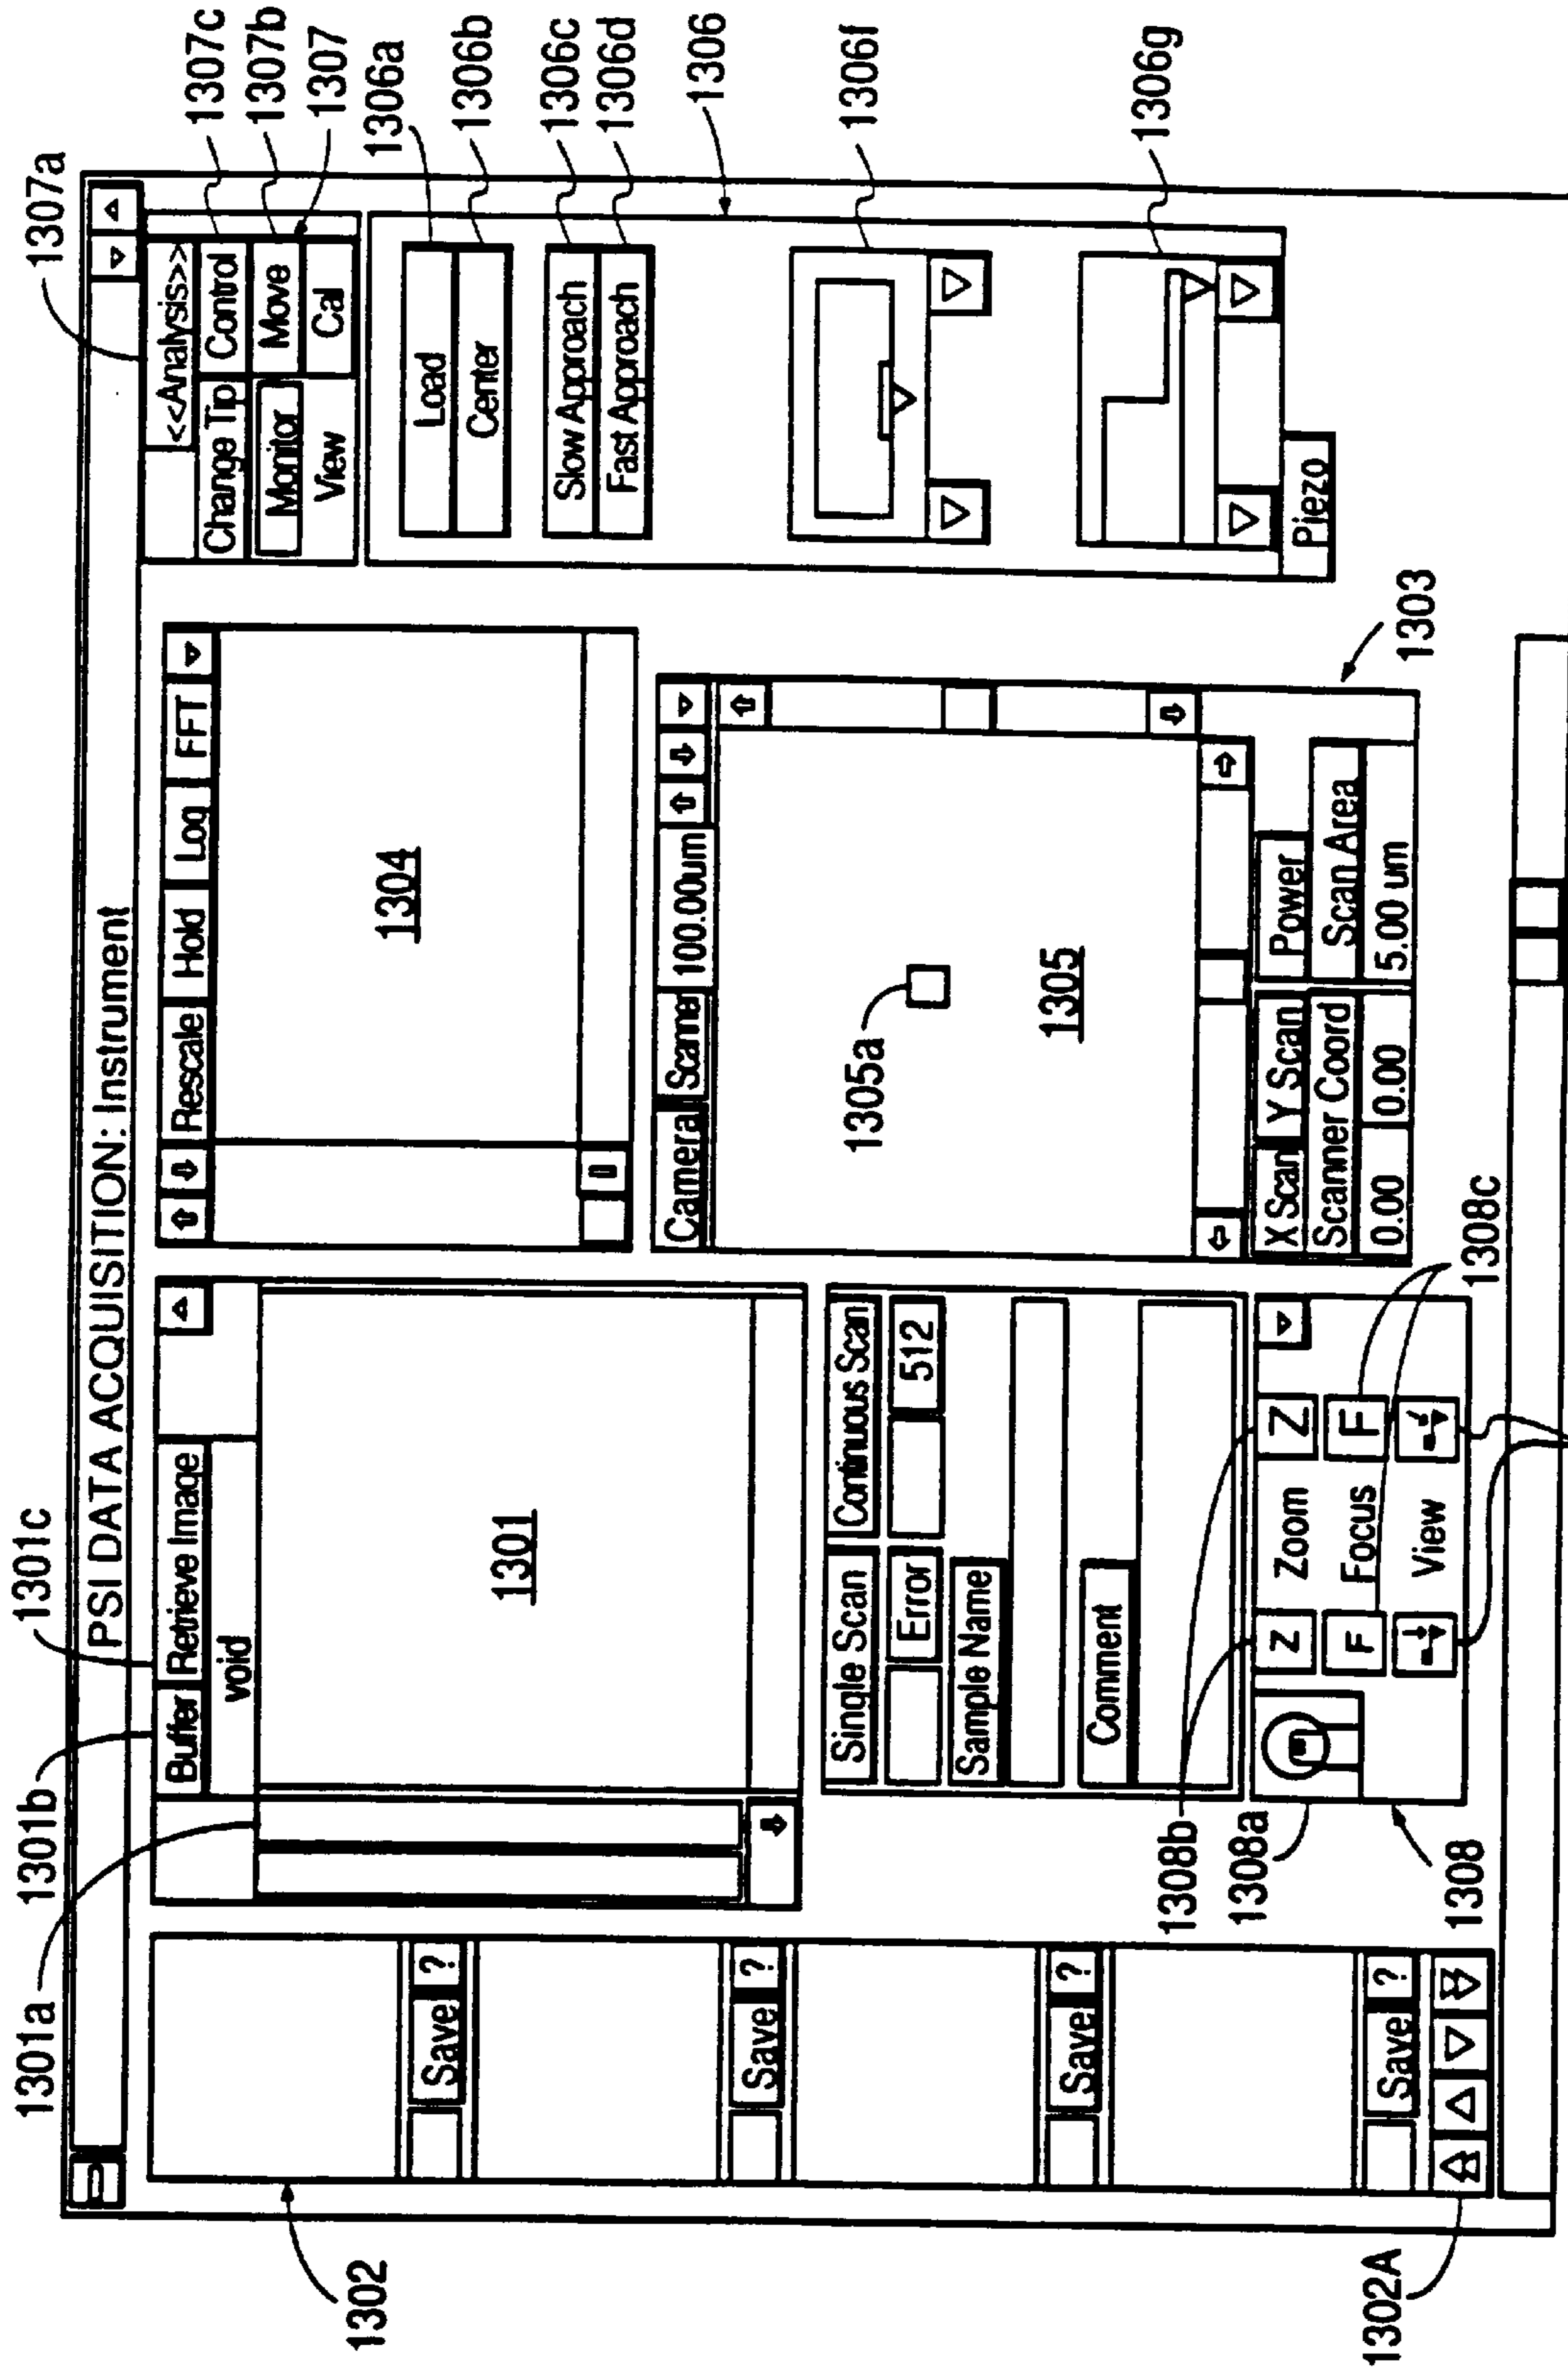 1301a
1301b
1301c
1307a
PSI DATA ACQUISITION: Instrument
1307c
1307b
1307
1306a
1306b
1306c
1306d
1306
1306f
1306g
Buffer Retrieve Image
void
1301
Rescale Hold Log FFT
1304
<<Analysis>>
Change Tip Control
Monitor Move
View Cal
Load
Center
Slow Approach
Fast Approach
Piezo
Save ?
Save ?
Save ?
Save ?
1302
1302A
Single Scan Continuous Scan
Error 512
Sample Name
Comment
Camera Scanner 100.00um
1305a
1305
X Scan Y Scan Power
Scanner Coord Scan Area
0.00 0.00 5.00 um
1303
1308b
1308a
1308
Z Zoom Z
F Focus F
View
1308c